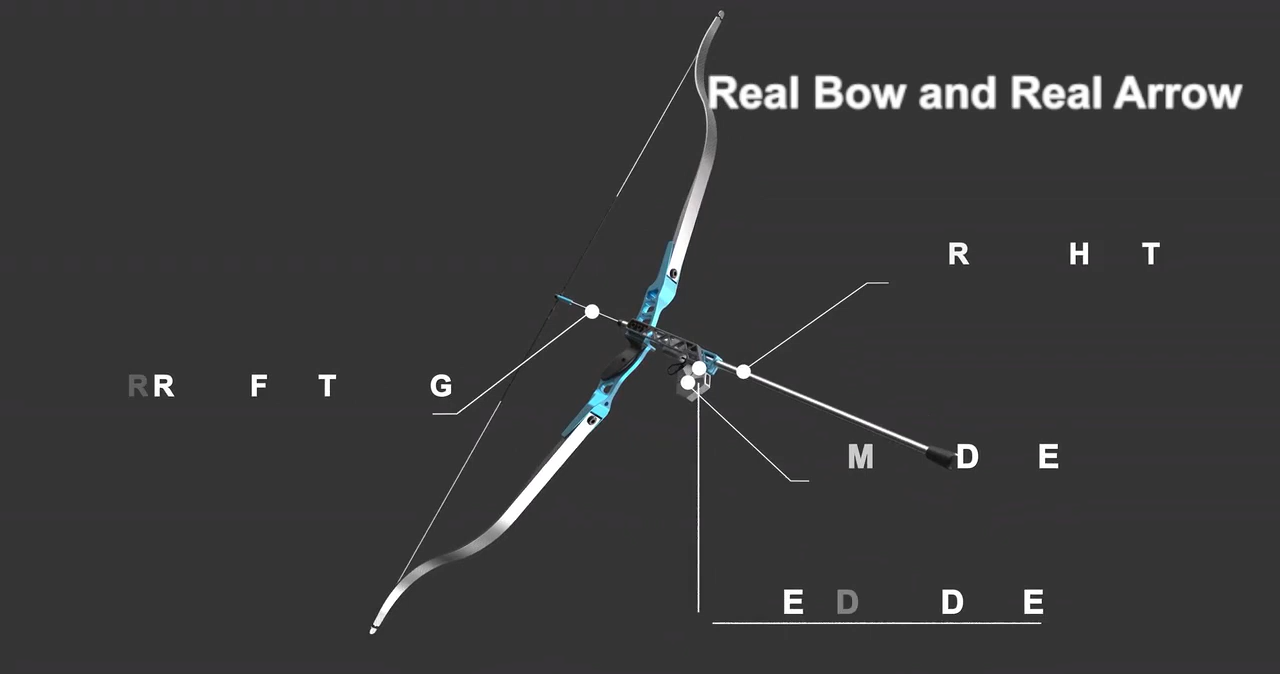 Real Bow and Real Arrow
R H T
RR F T G
M D E
E D D E